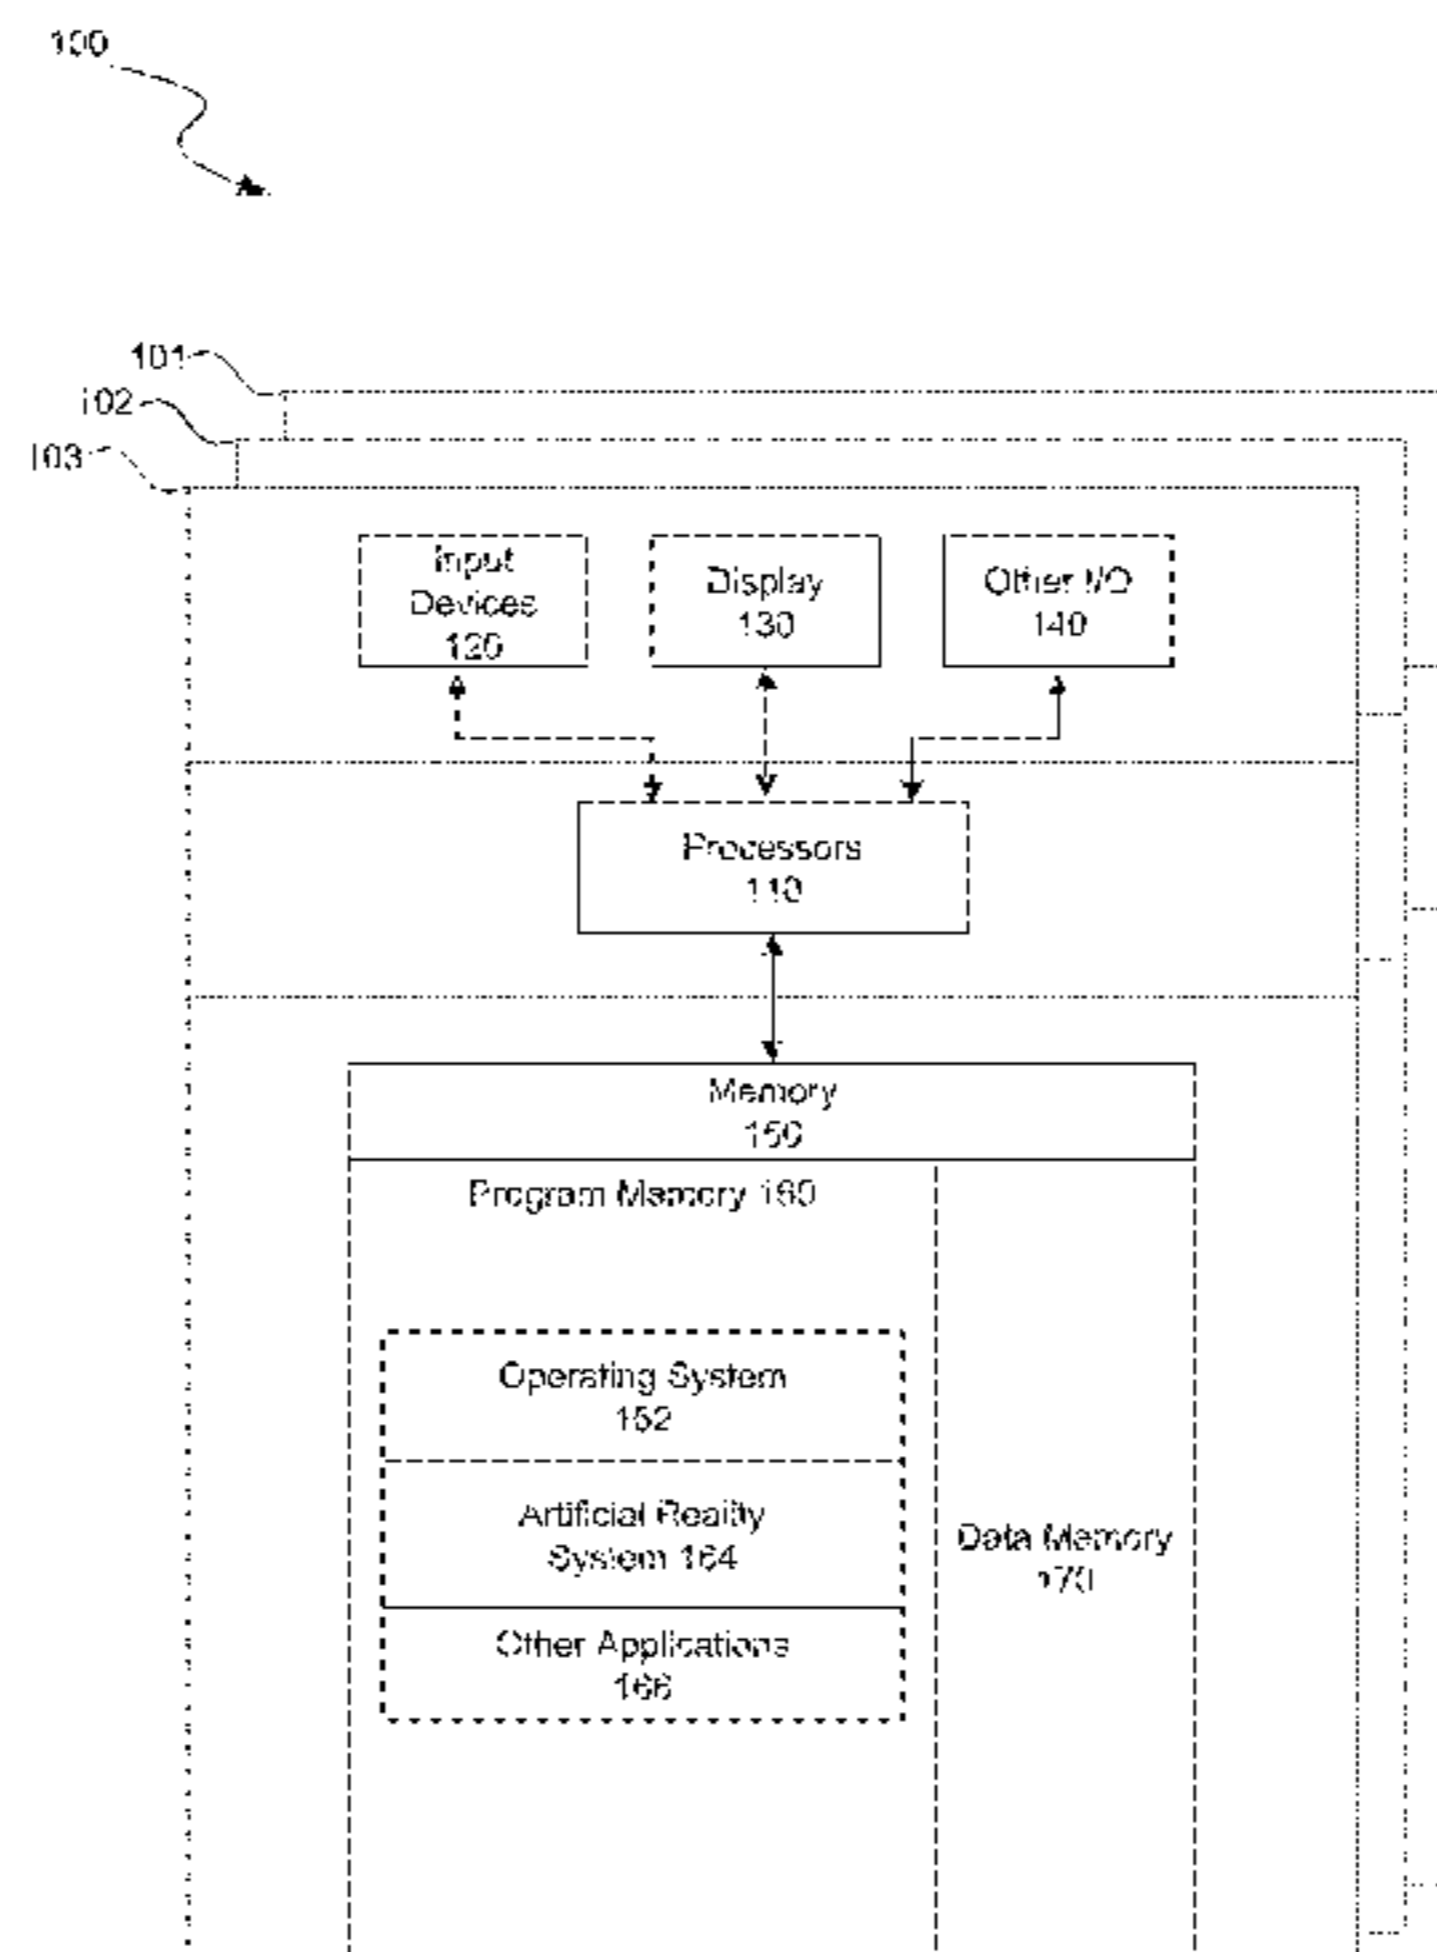 100
101
102
103
Input
Devices
120
Display
130
Other I/O
140
Processors
110
Memory
150
Program Memory 160
Operating System
162
Artificial Reality
System 164
Other Applications
166
Data Memory
170